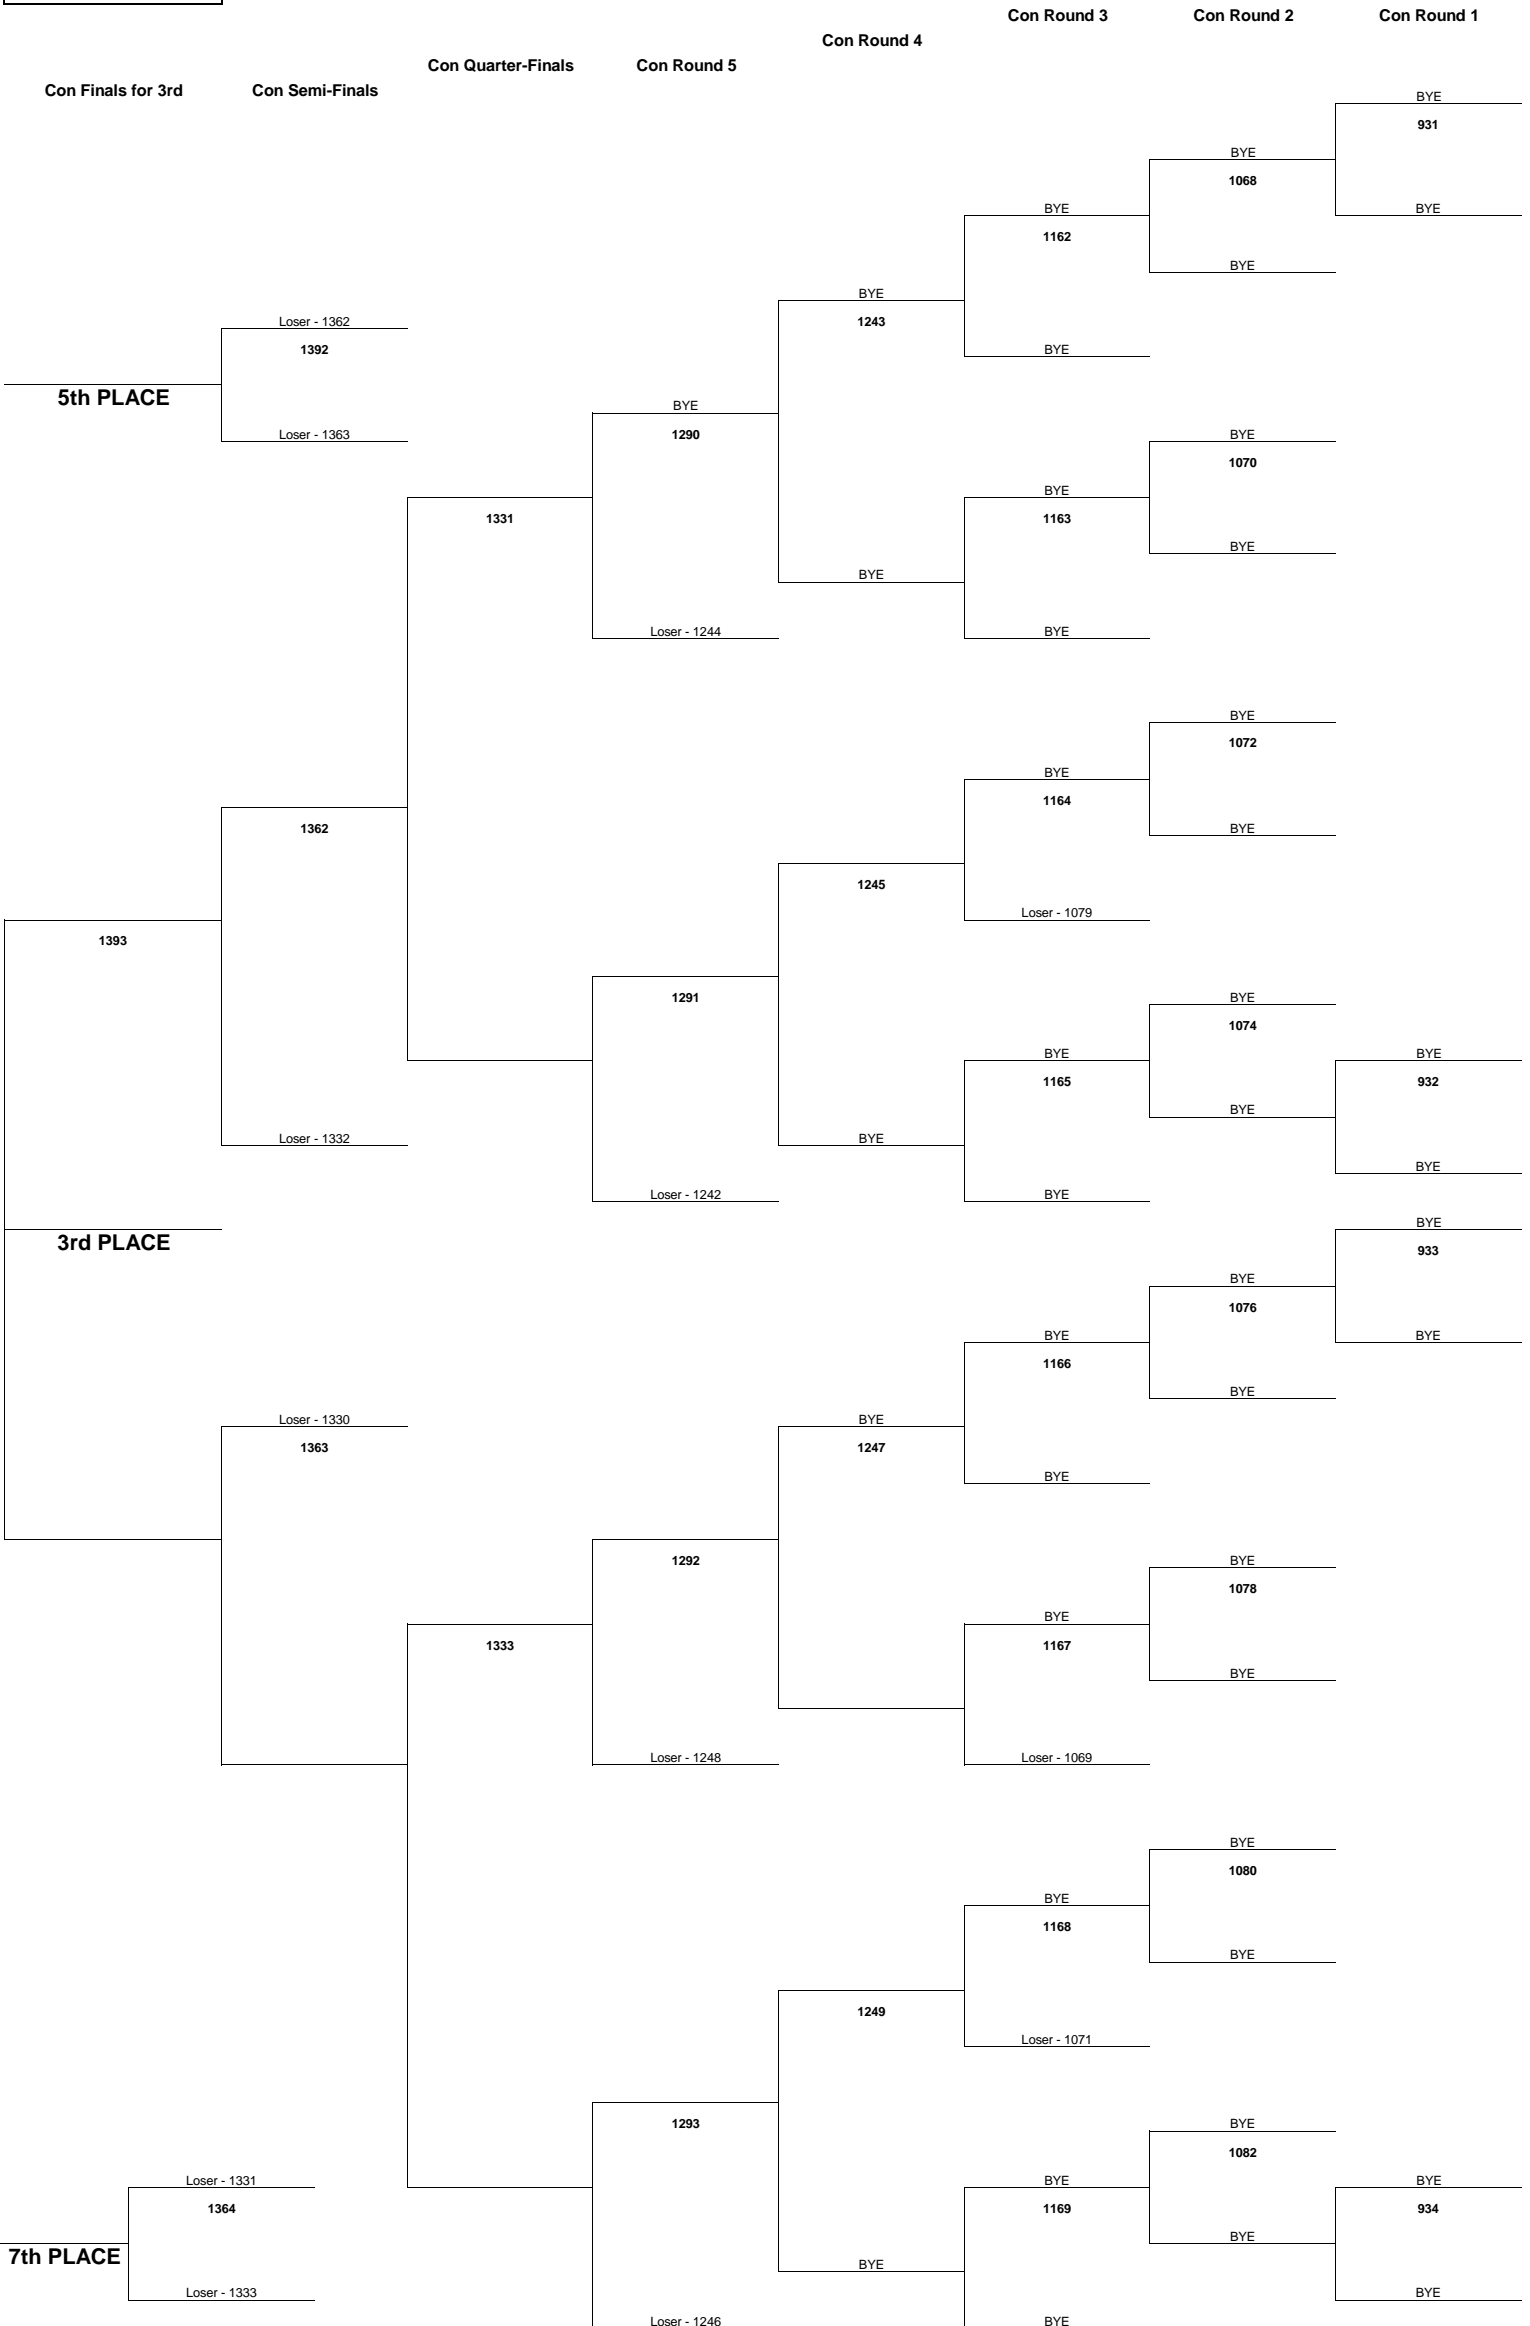 Con Round 3 Con Round 2 Con Round 1
Con Round 4
Con Quarter-Finals Con Round 5
Con Finals for 3rd Con Semi-Finals
BYE
931
BYE
1068
BYE BYE
1162
BYE
BYE
Loser - 1362 1243
1392 BYE
5th PLACE
BYE
Loser - 1363 1290 BYE
1070
BYE
1331 1163
BYE
BYE
Loser - 1244 BYE
BYE
1072
BYE
1164
1362 BYE
1245
Loser - 1079
1393
1291 BYE
1074
BYE BYE
1165 932
BYE
Loser - 1332 BYE
BYE
Loser - 1242 BYE
BYE
3rd PLACE
933
BYE
1076
BYE BYE
1166
BYE
Loser - 1330 BYE
1363 1247
BYE
1292 BYE
1078
BYE
1333 1167
BYE
Loser - 1248 Loser - 1069
BYE
1080
BYE
1168
BYE
1249
Loser - 1071
1293 BYE
1082
Loser - 1331 BYE BYE
1364 1169 934
BYE
7th PLACE
BYE
Loser - 1333 BYE
Loser - 1246 BYE